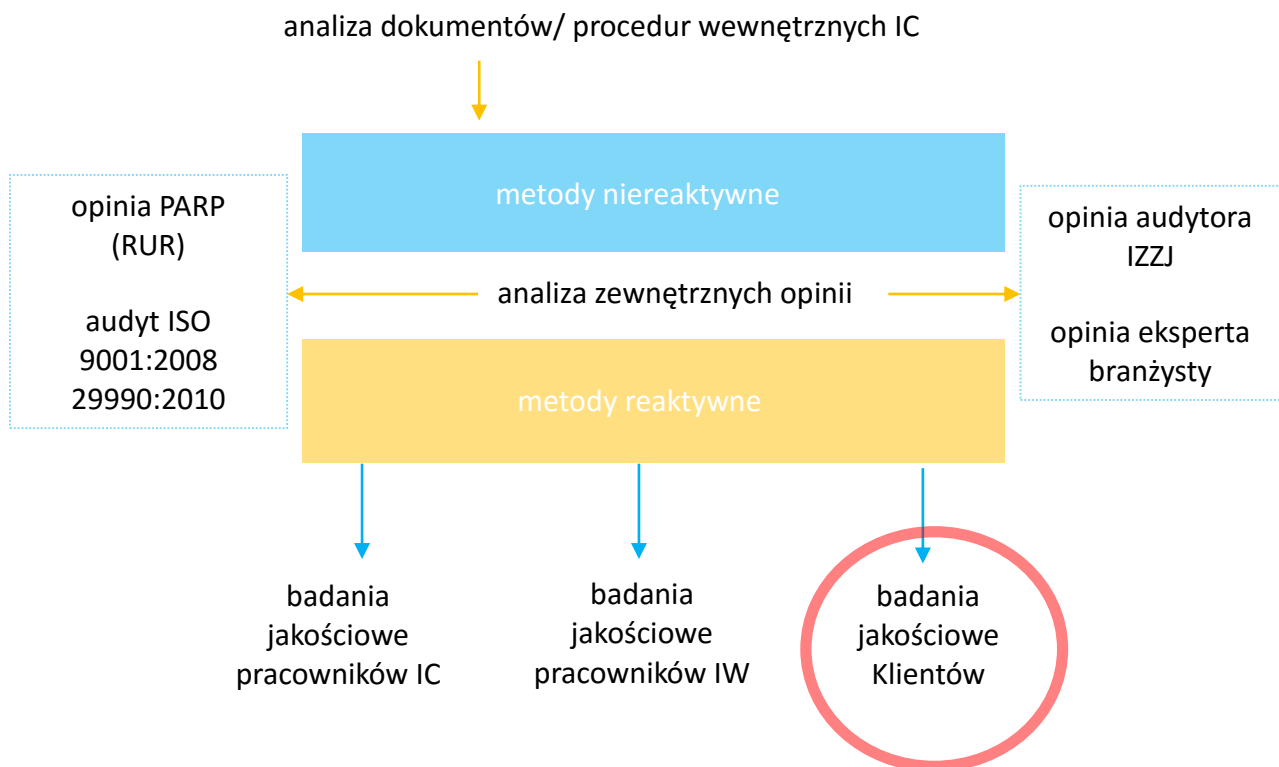 analiza dokumentów/ procedur wewnętrznych IC
metody niereaktywne
opinia PARP
(RUR)
audyt ISO
9001:2008
29990:2010
analiza zewnętrznych opinii
opinia audytora
IZZJ
opinia eksperta
branżysty
metody reaktywne
badania
jakościowe
pracowników IC
badania
jakościowe
pracowników IW
badania
jakościowe
Klientów